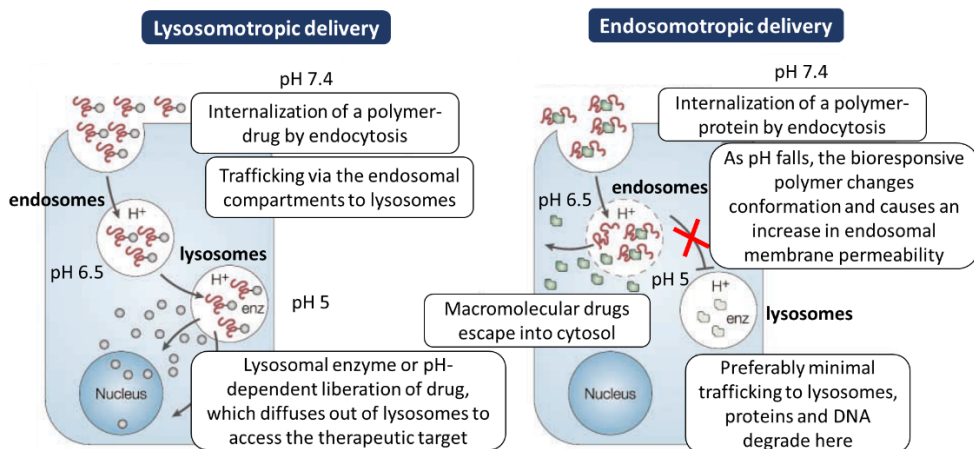 Lysosomotropic delivery
pH 7.4
Internalization of a polymer-
drug by endocytosis
Trafficking via the endosomal
compartments to lysosomes
endosomes
H+
lysosomes
pH 6.5
H+
enz
pH 5
Lysosomal enzyme or pH-
dependent liberation of drug,
which diffuses out of lysosomes to
access the therapeutic target
Nucleus
Endosomotropic delivery
pH 7.4
Internalization of a polymer-
protein by endocytosis
As pH falls, the bioresponsive
polymer changes
conformation and causes an
increase in endosomal
membrane permeability
endosomes
pH 6.5
H+
pH 5
H+
enz
lysosomes
Macromolecular drugs
escape into cytosol
Nucleus
Preferably minimal
trafficking to lysosomes,
proteins and DNA
degrade here